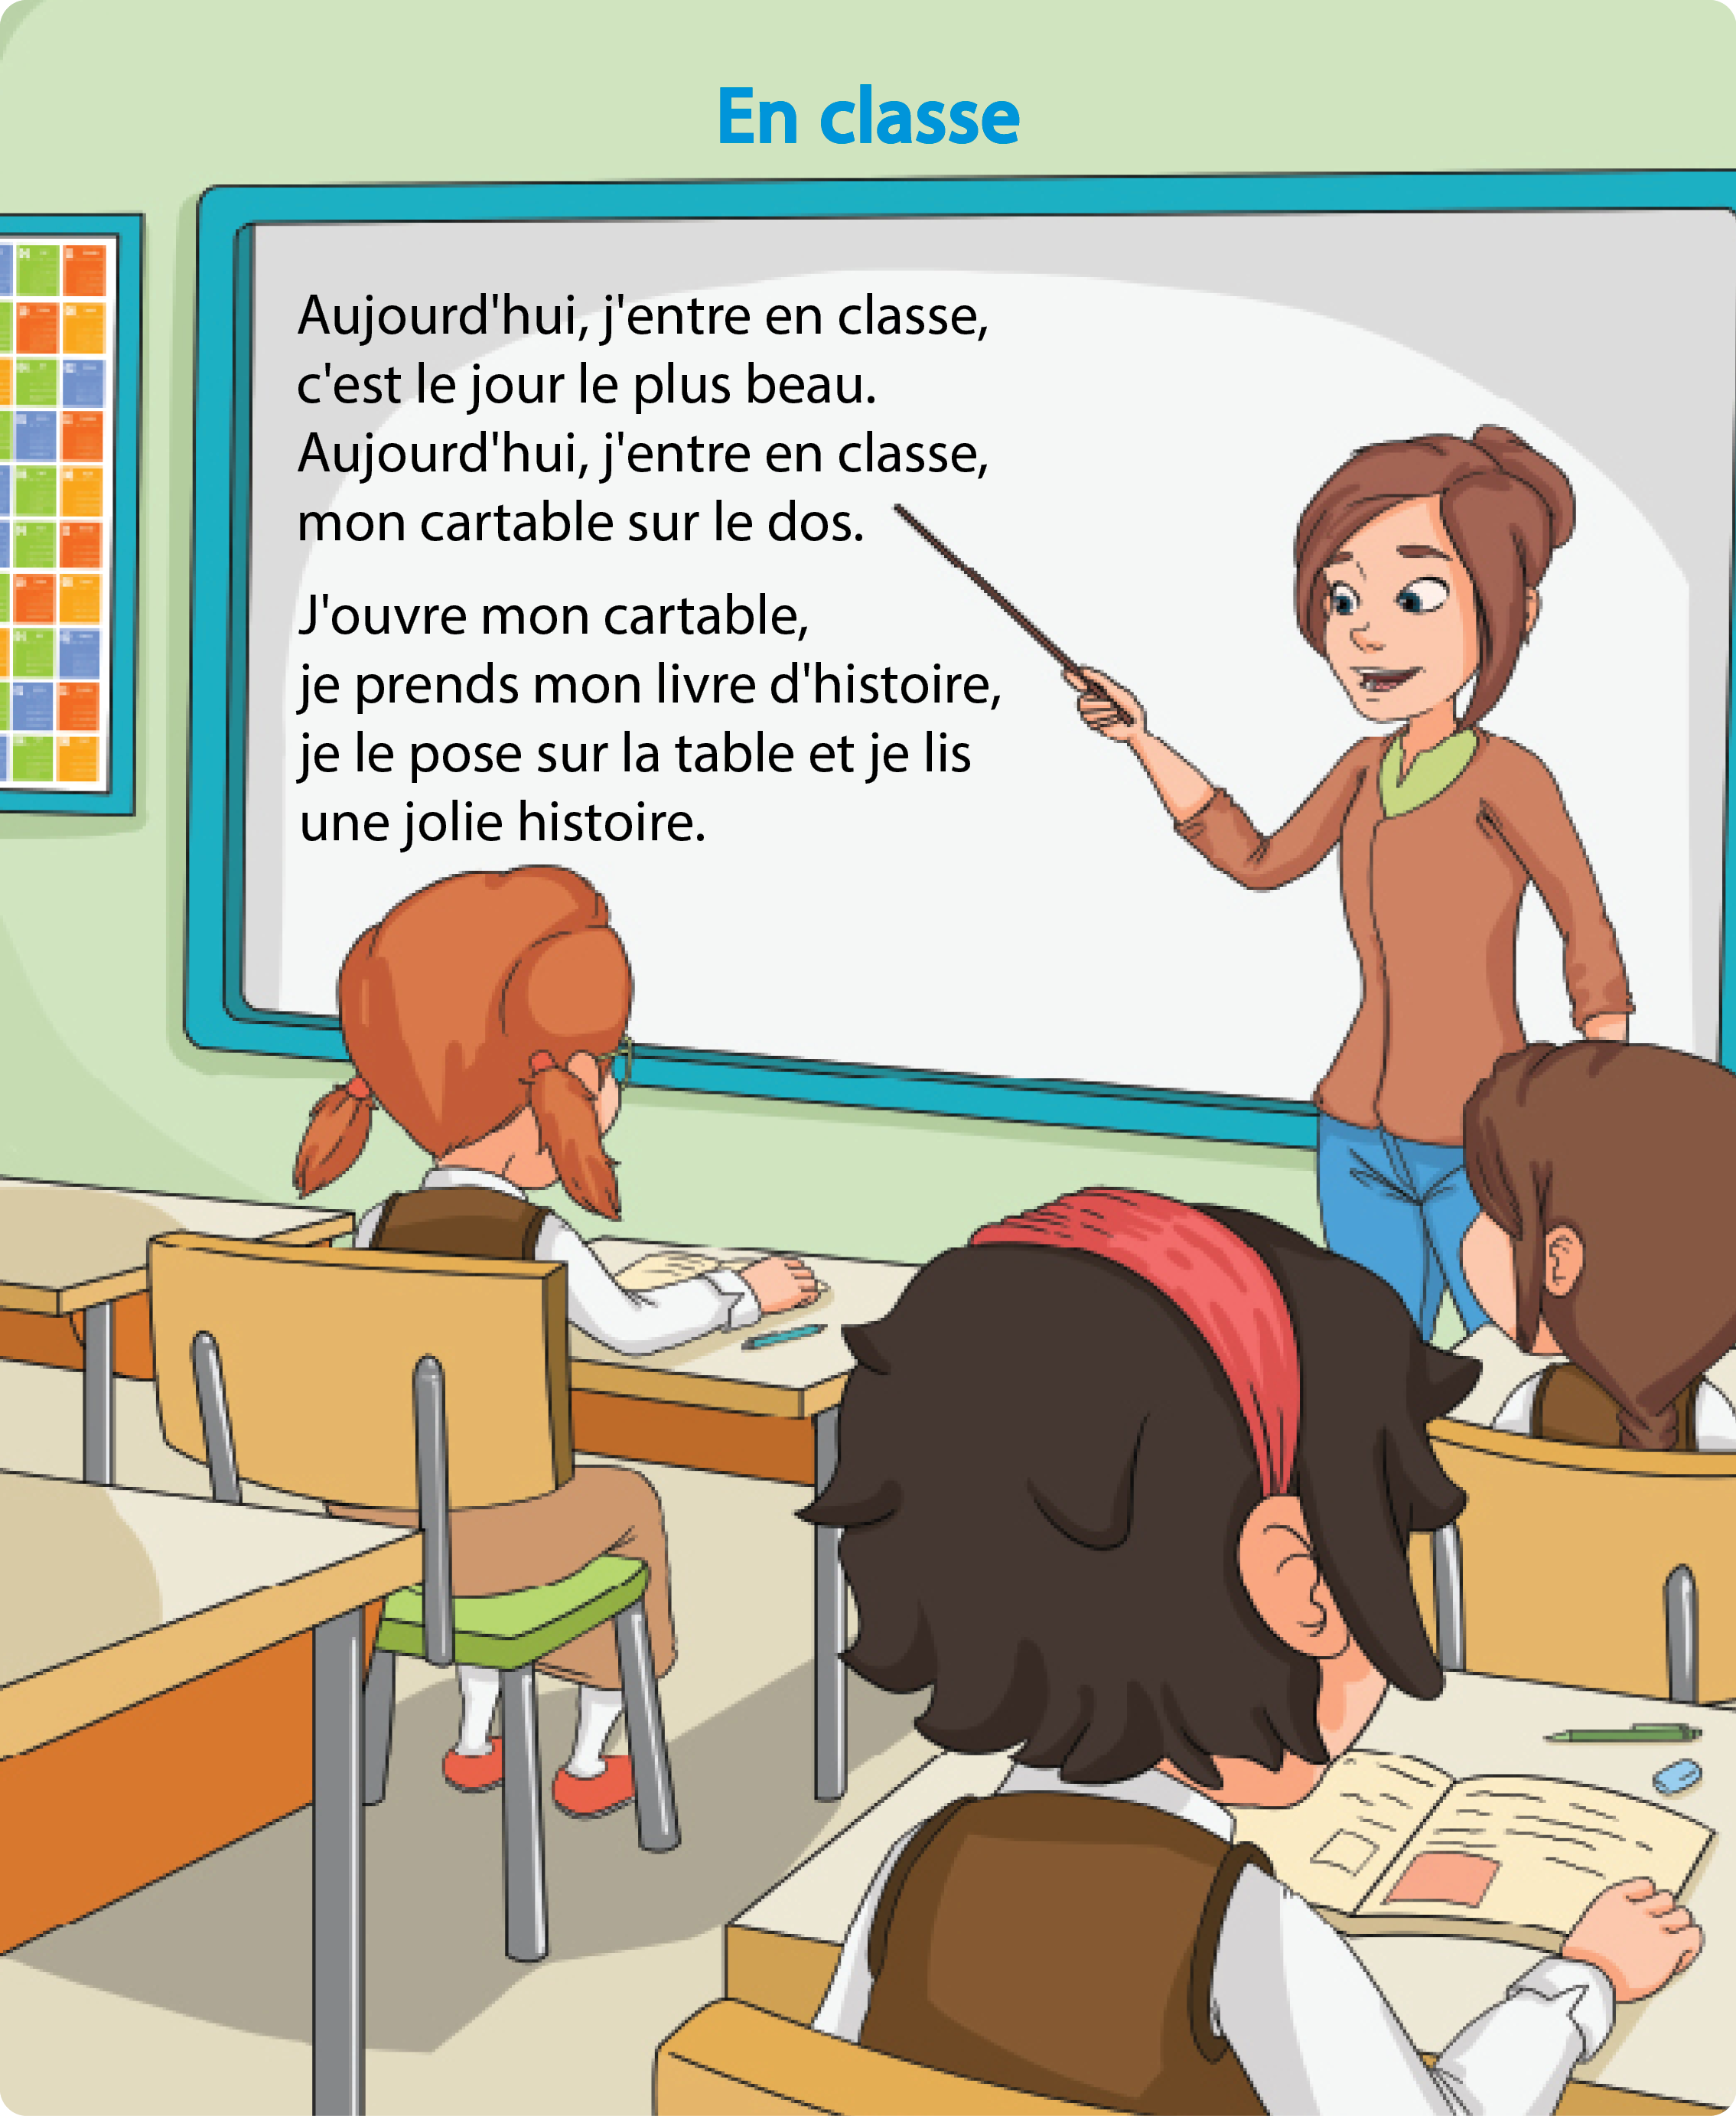 En classe
Aujourd'hui, j'entre en classe,
c'est le jour le plus beau.
Aujourd'hui, j'entre en classe,
mon cartable sur le dos.
J'ouvre mon cartable,
je prends mon livre d'histoire,
je le pose sur la table et je lis
une jolie histoire.